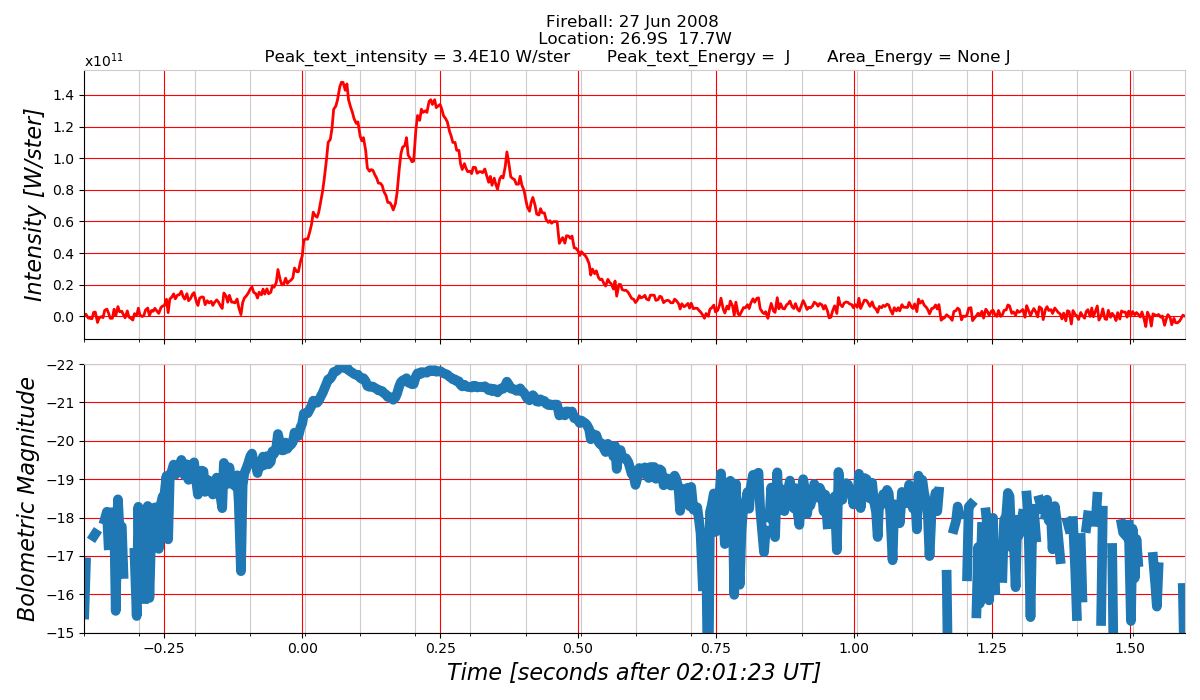 Fireball: 27 Jun 2008
Location: 26.9S  17.7W
Peak_text_intensity = 3.4E10 W/ster       Peak_text_Energy =  J       Area_Energy = None J
x10¹¹
1.4
1.2
1.0
0.8
0.6
0.4
0.2
0.0
Intensity [W/ster]
−22
−21
−20
−19
−18
−17
−16
−15
Bolometric Magnitude
−0.25 0.00 0.25 0.50 0.75 1.00 1.25 1.50
Time [seconds after 02:01:23 UT]